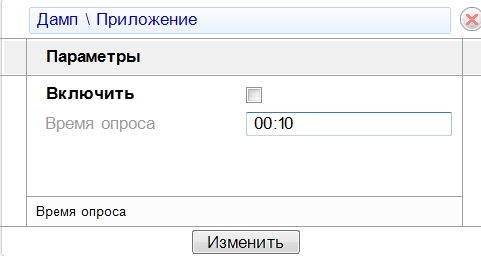 Дамп \ Приложение
Параметры
Включить
Время опроса 00:10
Время опроса
Изменить